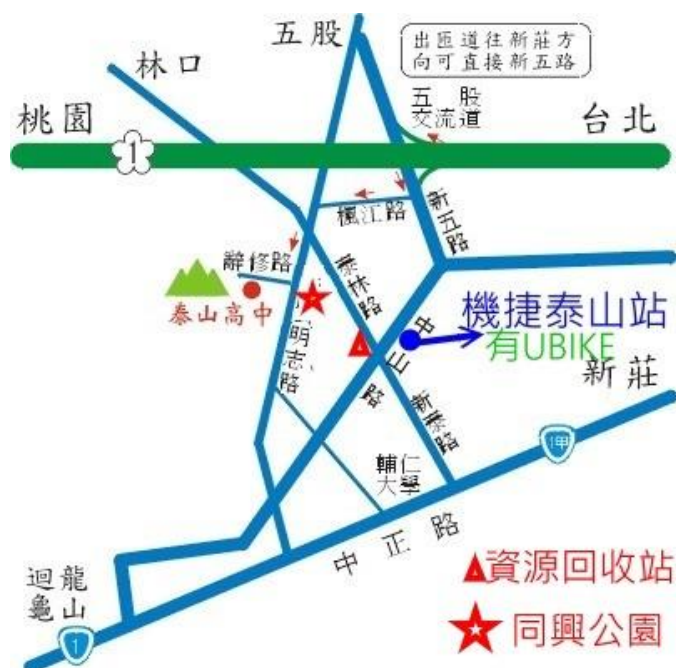 五股
出匝道往新莊方
向可直接新五路
林口
五股
交流道
桃園
1
台北
楓江路
新五路
辭修路
泰山高中
泰林路
明志路
中山路
機捷泰山站
有UBIKE
新莊
新泰路
1甲
輔仁
大學
中正路
迴龍
龜山
1
資源回收站
同興公園